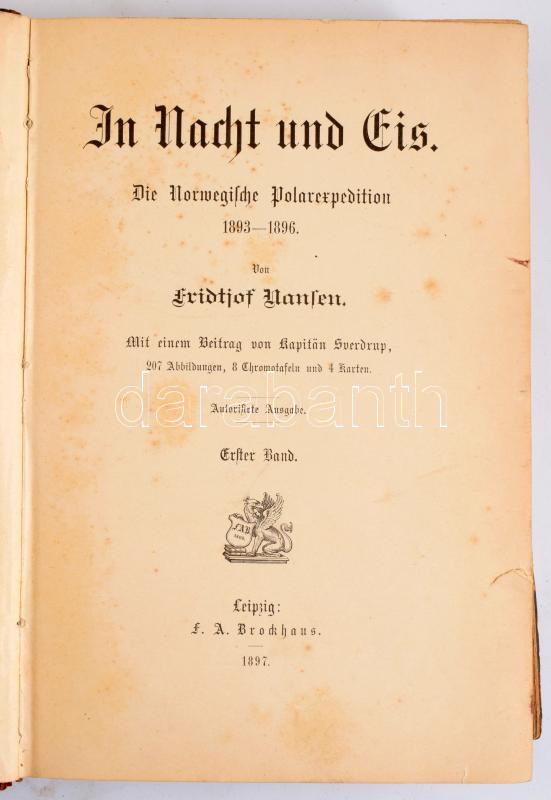 In Nacht und Eis.
Die Norwegische Polarexpedition
1893—1896.
Von
Fridtjof Nansen.
Mit einem Beitrag von Kapitän Sverdrup,
207 Abbildungen, 8 Chromotafeln und 4 Karten.
darabanth
Autorisirte Ausgabe.
Erster Band.
F.A.B
Leipzig:
F. A. Brockhaus.
1897.